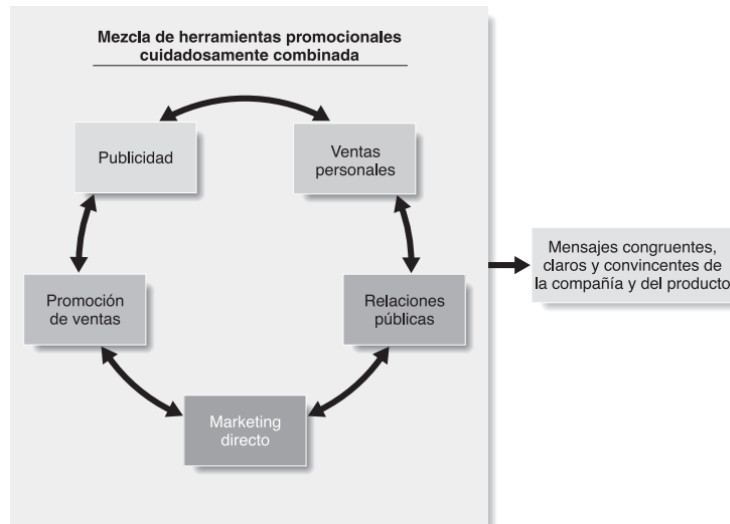 Mezcla de herramientas promocionales
cuidadosamente combinada
Publicidad
Ventas
personales
Promoción
de ventas
Relaciones
públicas
Marketing
directo
Mensajes congruentes,
claros y convincentes de
la compañía y del producto